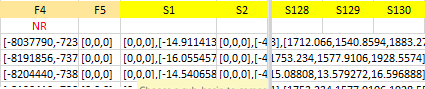 F4 F5 S1 S2 S128 S129 S130
NR
[-8037790,-723 [0,0,0] [0,0,0],[-14.911413 [0,0,0],[-4 3],[1712.066,1540.8594,1883.27
[-8191856,-737 [0,0,0] [0,0,0],[-16.055457 [0,0,0],[-4 1753.234,1577.9106,1928.5574]
[-8204440,-738 [0,0,0] [0,0,0],[-14.540658 [0,0,0],[-4 15.08808,13.579272,16.596888]